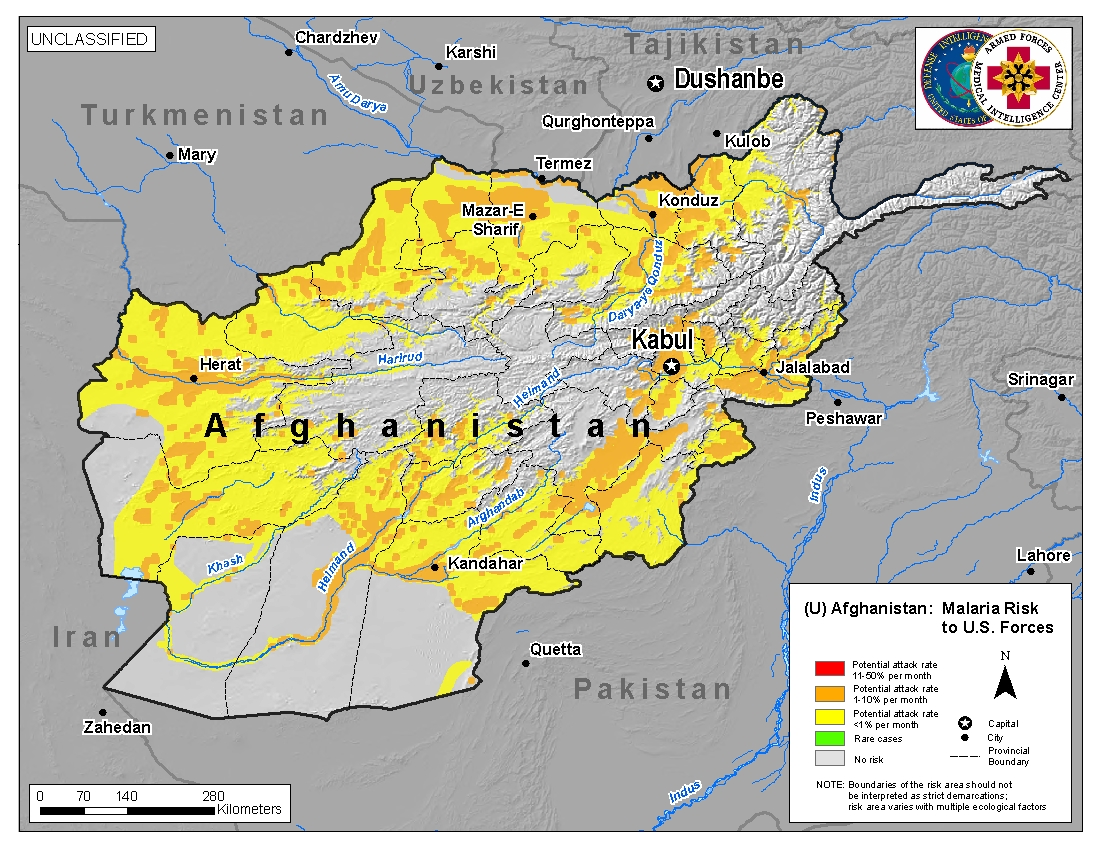 UNCLASSIFIED
Chardzhev
Karshi
Tajikistan
Uzbekistan
Dushanbe
Amu Darya
Turkmenistan
Qurghonteppa
Kulob
Mary
Termez
DEFENSE INTELLIGENCE
UNITED STATES OF
ARMED FORCES
MEDICAL INTELLIGENCE CENTER
Mazar-E
Sharif
Konduz
Darya-ye Qonduz
Kabul
Herat
Harirud
Jalalabad
Helmand
Srinagar
Peshawar
Afghanistan
Indus
Arghandab
Khash
Helmand
Kandahar
Lahore
Iran
Quetta
Pakistan
Zahedan
Indus
0 70 140 280
Kilometers
(U) Afghanistan: Malaria Risk
to U.S. Forces
Potential attack rate
11-50% per month
Potential attack rate
1-10% per month
Potential attack rate
<1% per month
Rare cases
No risk
N
Capital
City
Provincial
Boundary
NOTE: Boundaries of the risk area should not
be interpreted as strict demarcations;
risk area varies with multiple ecological factors